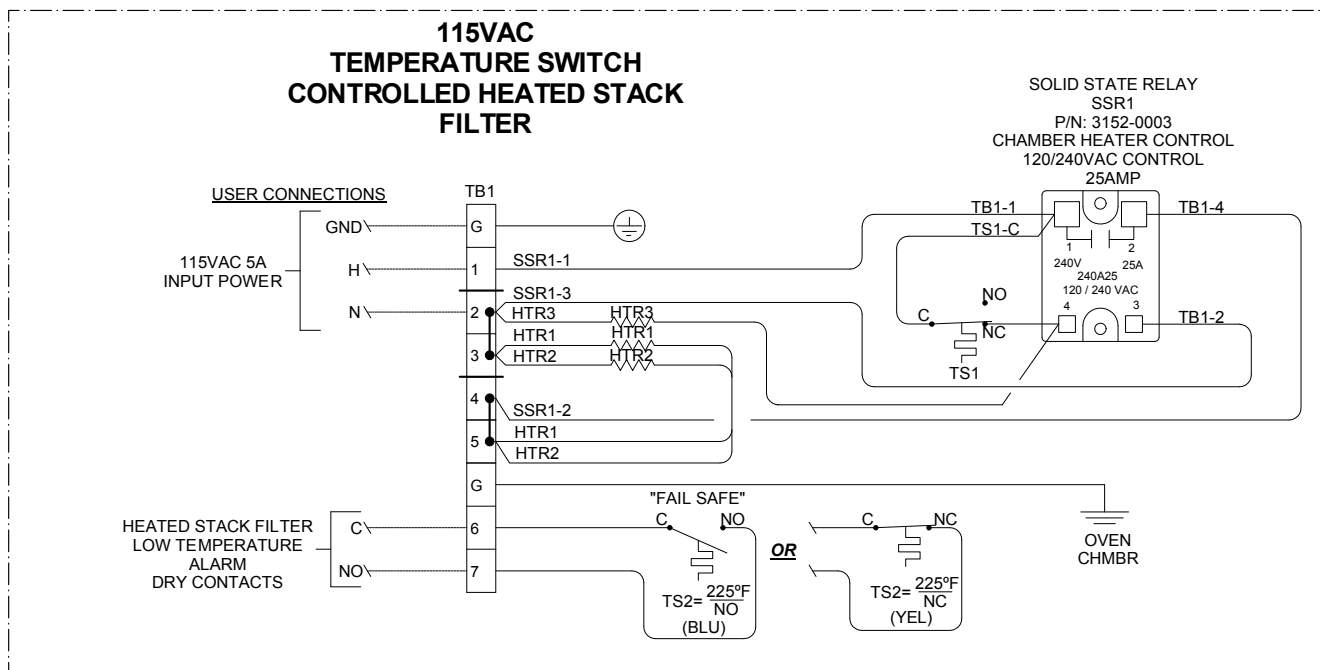 115VAC
TEMPERATURE SWITCH
CONTROLLED HEATED STACK
FILTER
SOLID STATE RELAY
SSR1
P/N: 3152-0003
CHAMBER HEATER CONTROL
120/240VAC CONTROL
25AMP
USER CONNECTIONS
TB1
GND
G
115VAC 5A
INPUT POWER
H
1
SSR1-1
N
2
SSR1-3
HTR3
HTR3
3
HTR1
HTR1
HTR2
HTR2
4
SSR1-2
5
HTR1
HTR2
G
TB1-1
TB1-4
TS1-C
1
2
240V
25A
240A25
120 / 240 VAC
4
3
TB1-2
C
NO
NC
TS1
HEATED STACK FILTER
LOW TEMPERATURE
ALARM
DRY CONTACTS
C
6
NO
7
"FAIL SAFE"
C
NO
TS2= 225ºF
NO
(BLU)
OR
C
NC
TS2= 225ºF
NC
(YEL)
OVEN
CHMBR